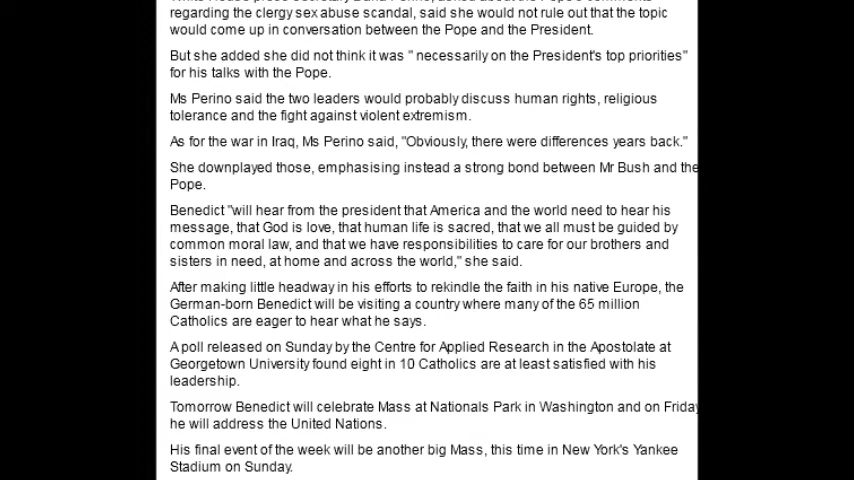 regarding the clergy sex abuse scandal, said she would not rule out that the topic
would come up in conversation between the Pope and the President.
But she added she did not think it was " necessarily on the President's top priorities"
for his talks with the Pope.
Ms Perino said the two leaders would probably discuss human rights, religious
tolerance and the fight against violent extremism.
As for the war in Iraq, Ms Perino said, "Obviously, there were differences years back."
She downplayed those, emphasising instead a strong bond between Mr Bush and the
Pope.
Benedict "will hear from the president that America and the world need to hear his
message, that God is love, that human life is sacred, that we all must be guided by
common moral law, and that we have responsibilities to care for our brothers and
sisters in need, at home and across the world," she said.
After making little headway in his efforts to rekindle the faith in his native Europe, the
German-born Benedict will be visiting a country where many of the 65 million
Catholics are eager to hear what he says.
A poll released on Sunday by the Centre for Applied Research in the Apostolate at
Georgetown University found eight in 10 Catholics are at least satisfied with his
leadership.
Tomorrow Benedict will celebrate Mass at Nationals Park in Washington and on Friday
he will address the United Nations.
His final event of the week will be another big Mass, this time in New York's Yankee
Stadium on Sunday.